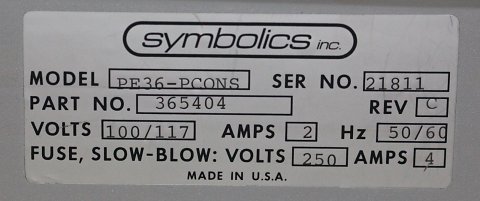 symbolics inc.
MODEL PE36-PCONS SER NO. 21811
PART NO. 365404 REV C
VOLTS 100/117 AMPS 2 Hz 50/60
FUSE, SLOW-BLOW: VOLTS 250 AMPS 4
MADE IN U.S.A.